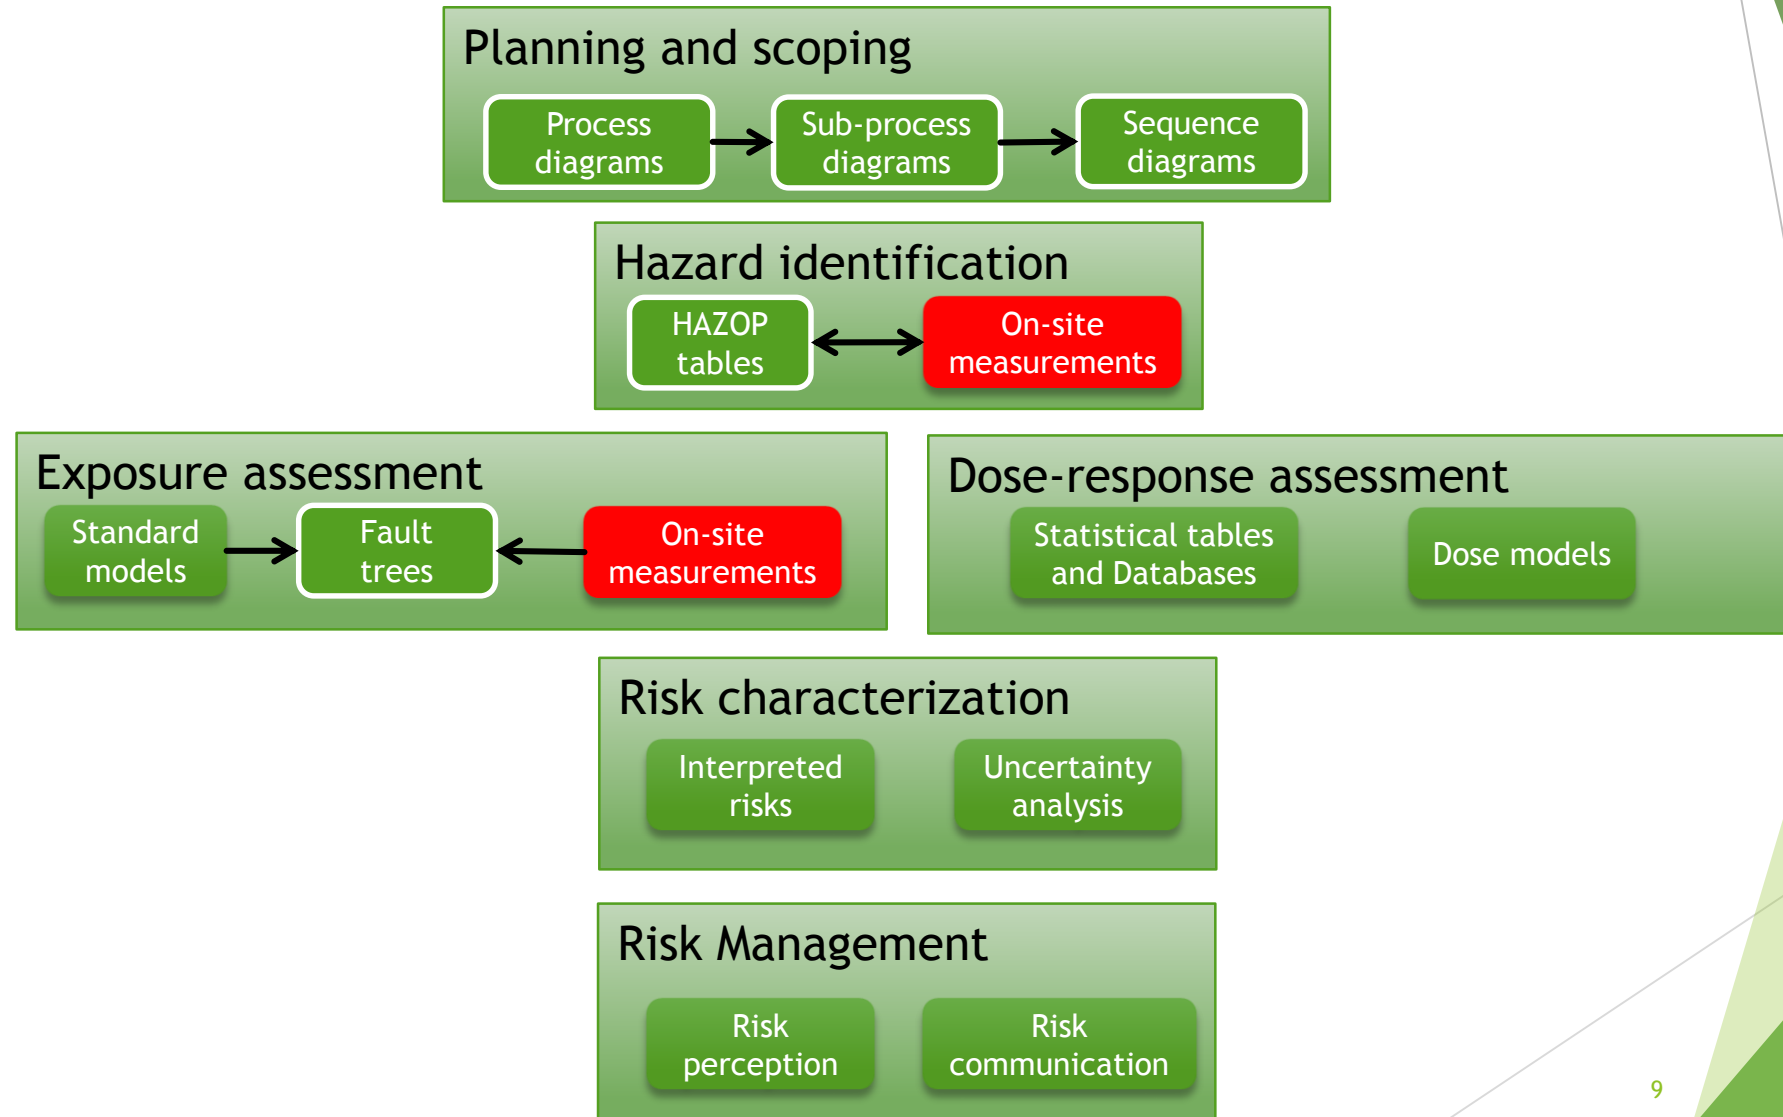 Planning and scoping
Process
diagrams
Sub-process
diagrams
Sequence
diagrams
Hazard identification
HAZOP
tables
On-site
measurements
Exposure assessment
Standard
models
Fault
trees
On-site
measurements
Dose-response assessment
Statistical tables
and Databases
Dose models
Risk characterization
Interpreted
risks
Uncertainty
analysis
Risk Management
Risk
perception
Risk
communication
9